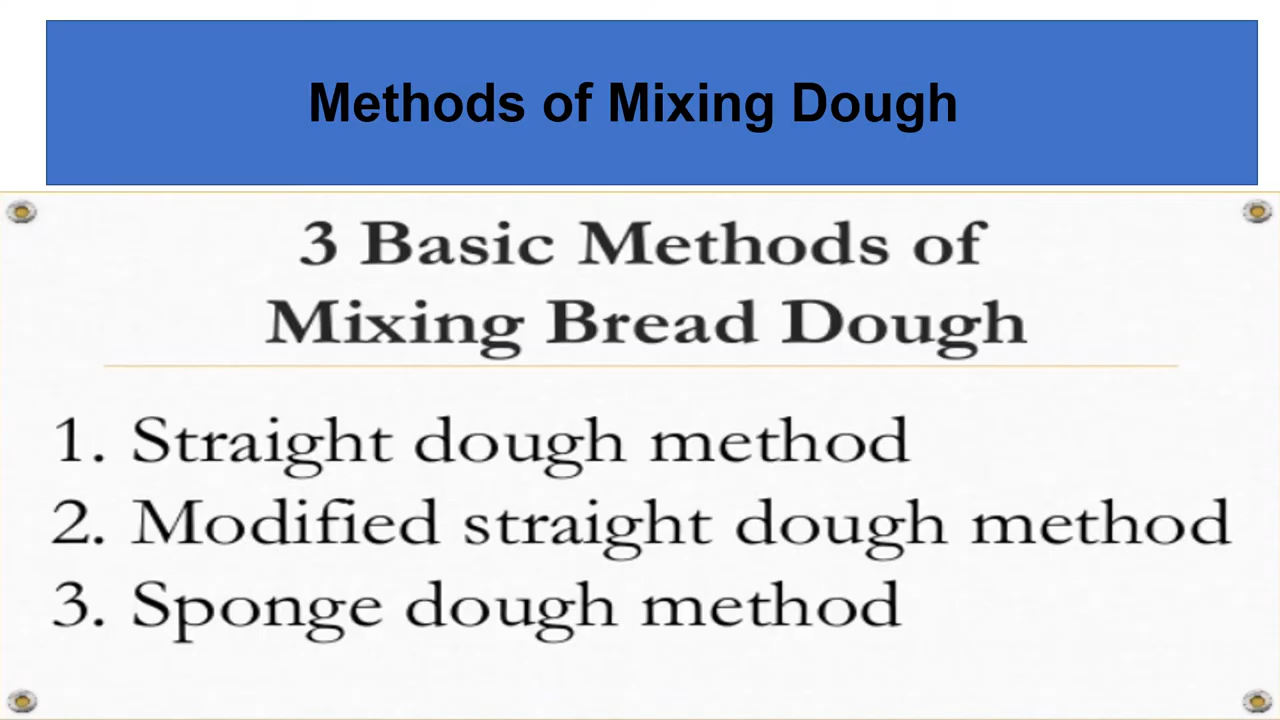 Methods of Mixing Dough
3 Basic Methods of
Mixing Bread Dough
1. Straight dough method
2. Modified straight dough method
3. Sponge dough method